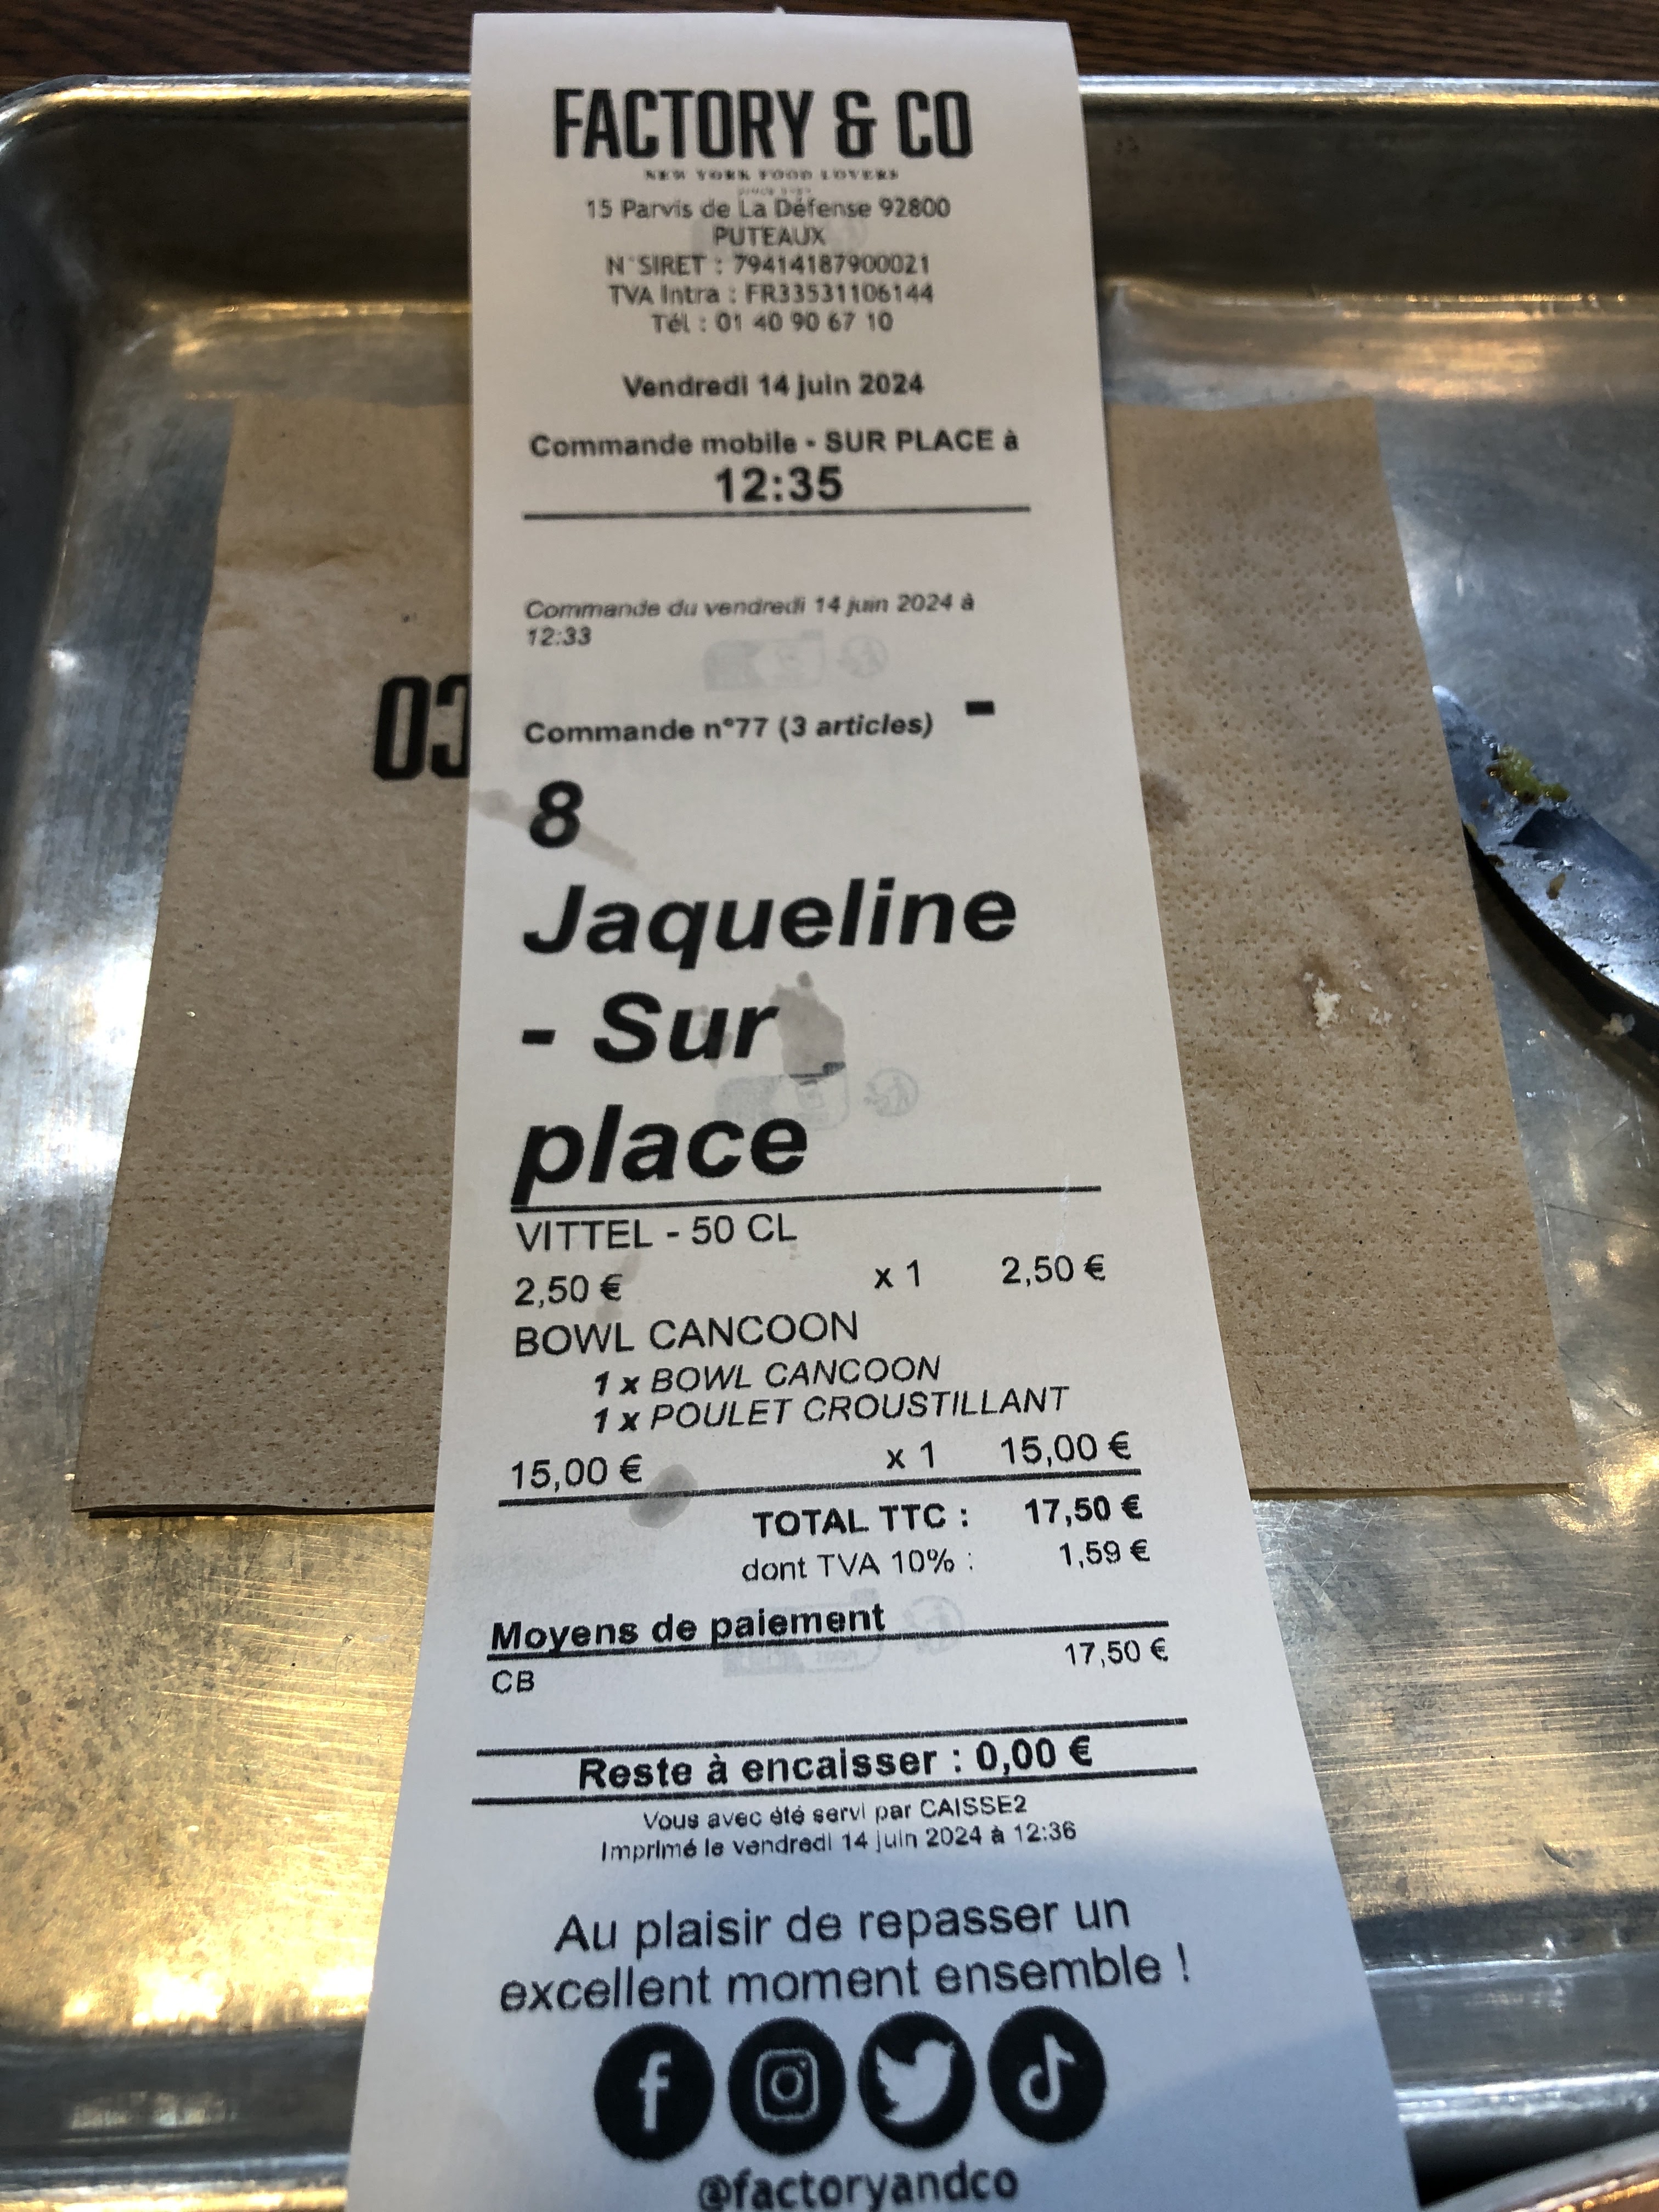 FACTORY & CO
NEW YORK FOOD LOVERS
15 Parvis de La Défense 92800
PUTEAUX
N°SIRET : 79414187900021
TVA Intra : FR33531106144
Tél : 01 40 90 67 10
Vendredi 14 juin 2024
Commande mobile - SUR PLACE à
12:35
Commande du vendredi 14 juin 2024 à
12:33
Commande n°77 (3 articles) -
8
Jaqueline
- Sur
place
VITTEL - 50 CL
2,50 € x 1 2,50 €
BOWL CANCOON
1 x BOWL CANCOON
1 x POULET CROUSTILLANT
15,00 € x 1 15,00 €
TOTAL TTC : 17,50 €
dont TVA 10% : 1,59 €
Moyens de paiement
CB 17,50 €
Reste à encaisser : 0,00 €
Vous avez été servi par CAISSE2
Imprimé le vendredi 14 juin 2024 à 12:36
Au plaisir de repasser un
excellent moment ensemble !
@factoryandco
CO